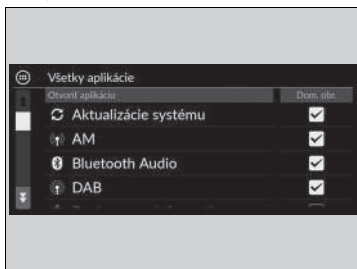 Všetky aplikácie
Otvoriť aplikáciu Dom. obr.
Aktualizácie systému
AM
Bluetooth Audio
DAB